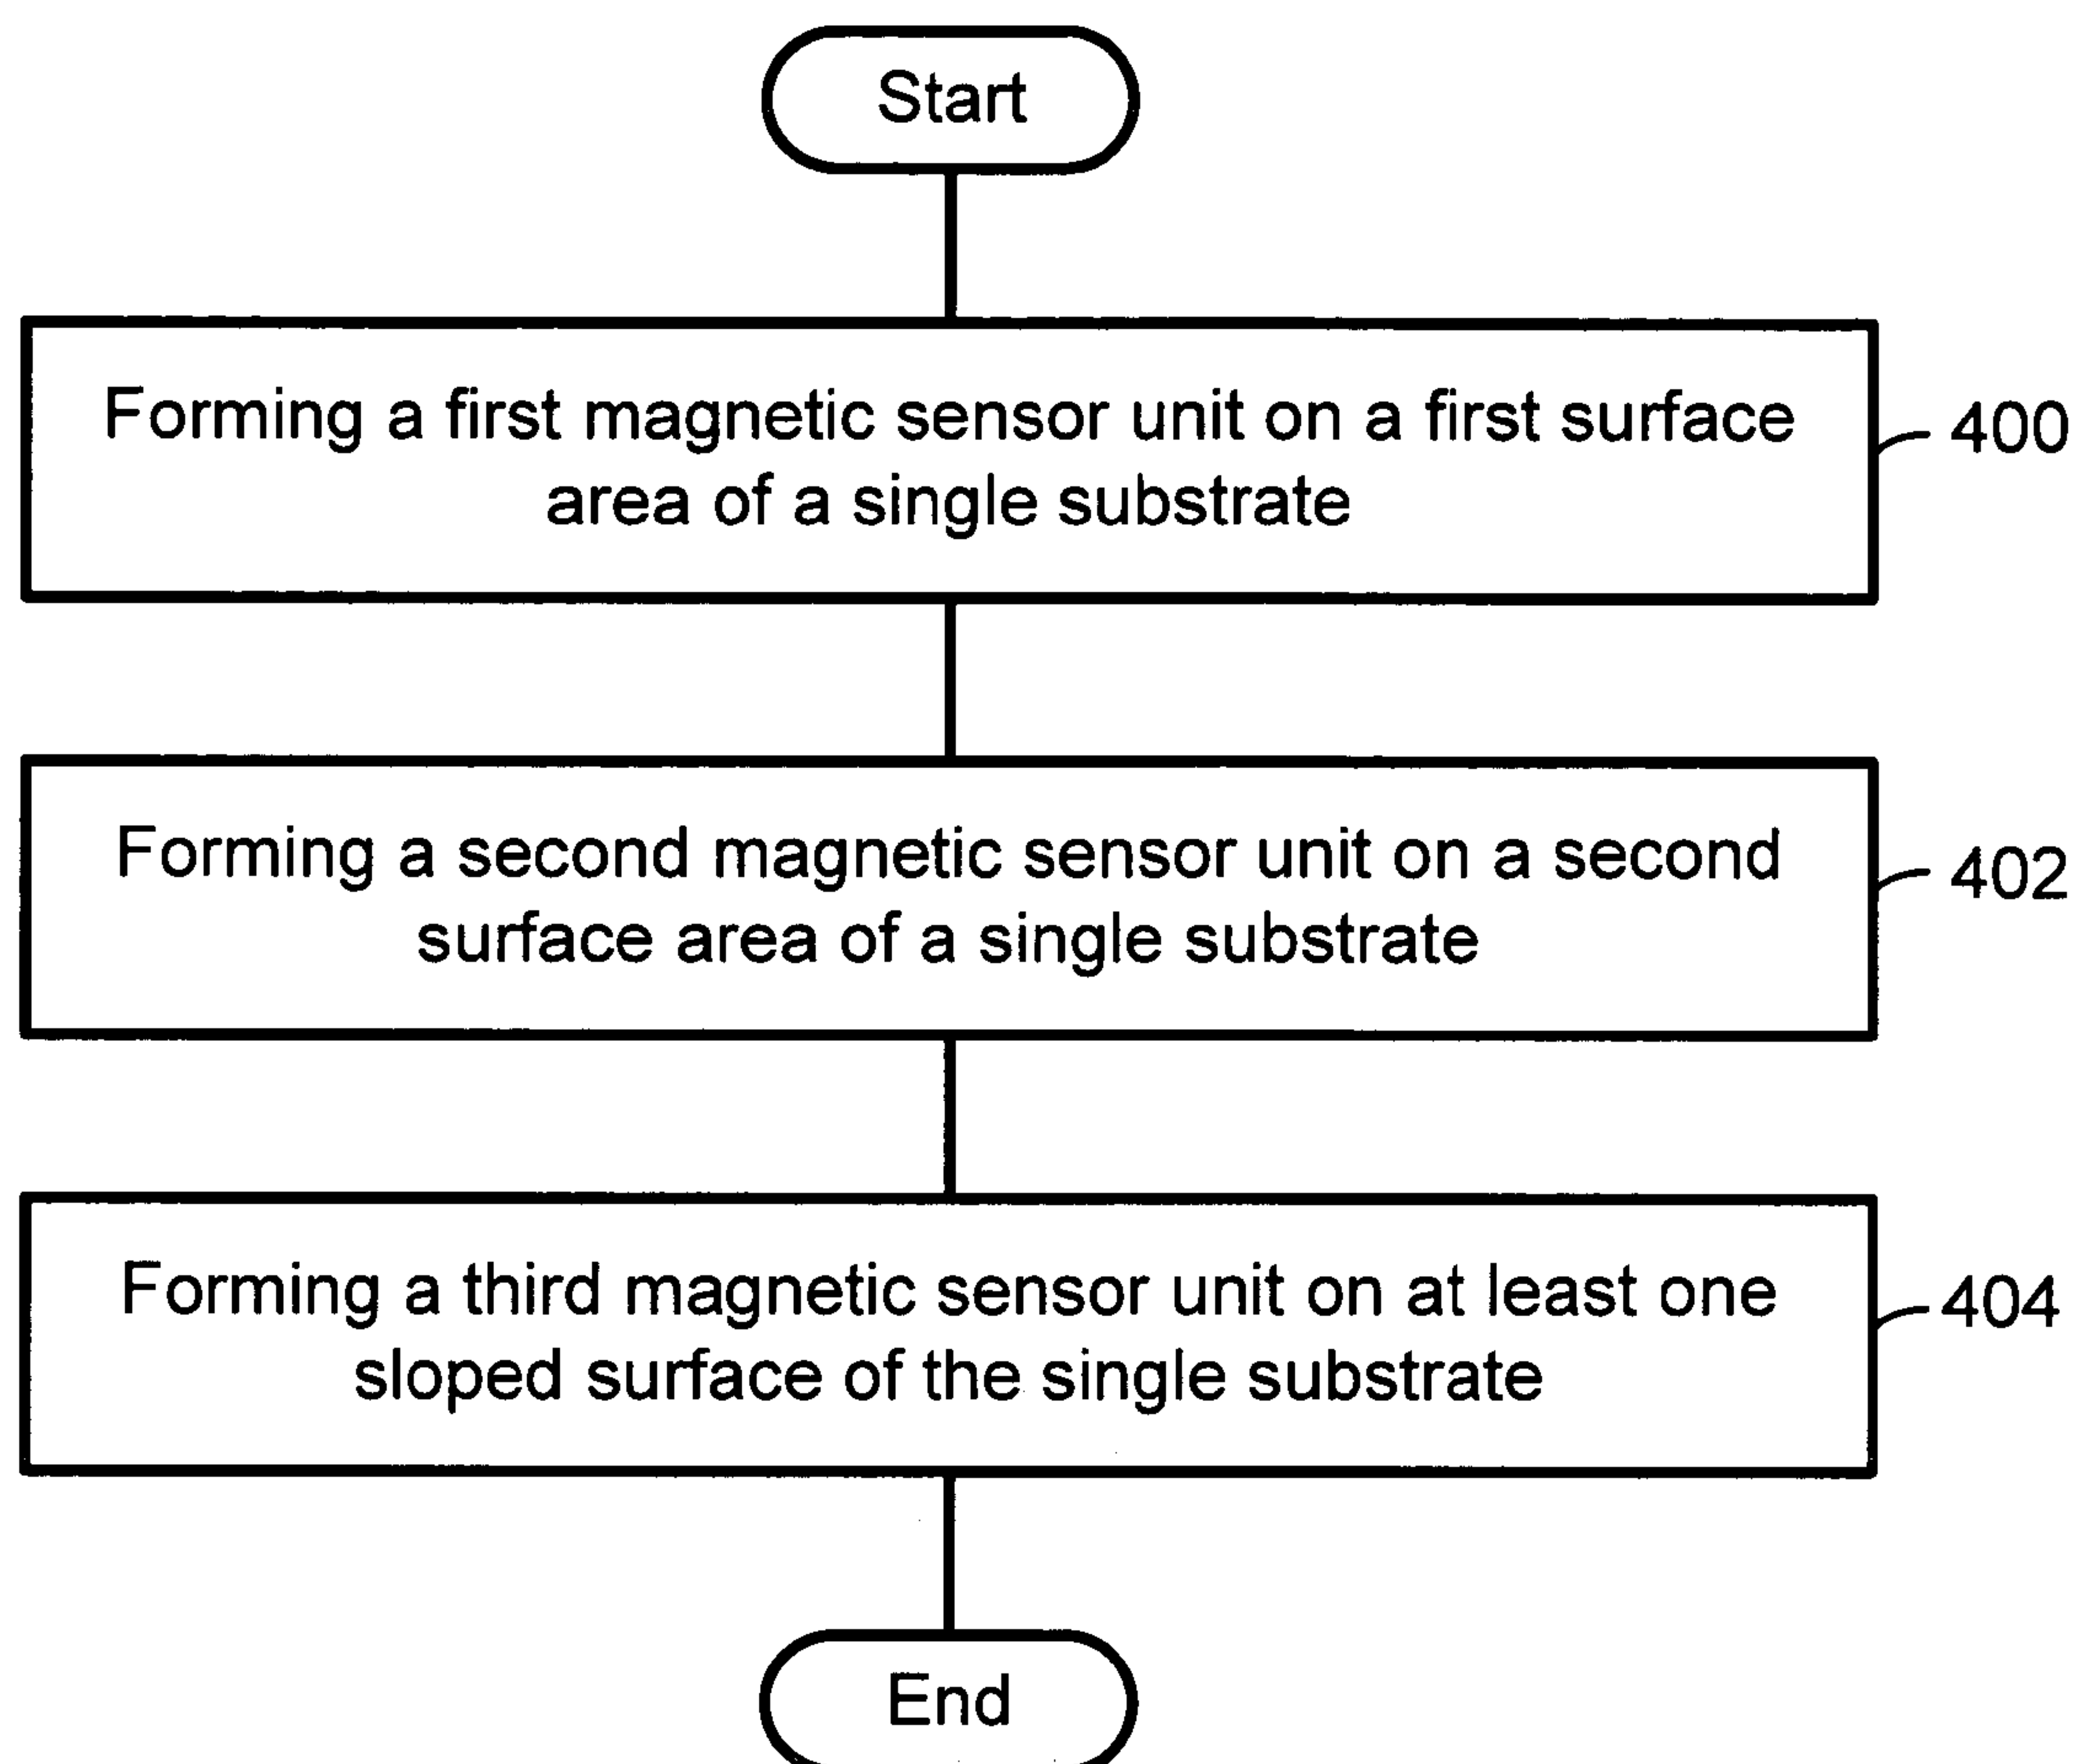 Start
Forming a first magnetic sensor unit on a first surface
area of a single substrate
400
Forming a second magnetic sensor unit on a second
surface area of a single substrate
402
Forming a third magnetic sensor unit on at least one
sloped surface of the single substrate
404
End